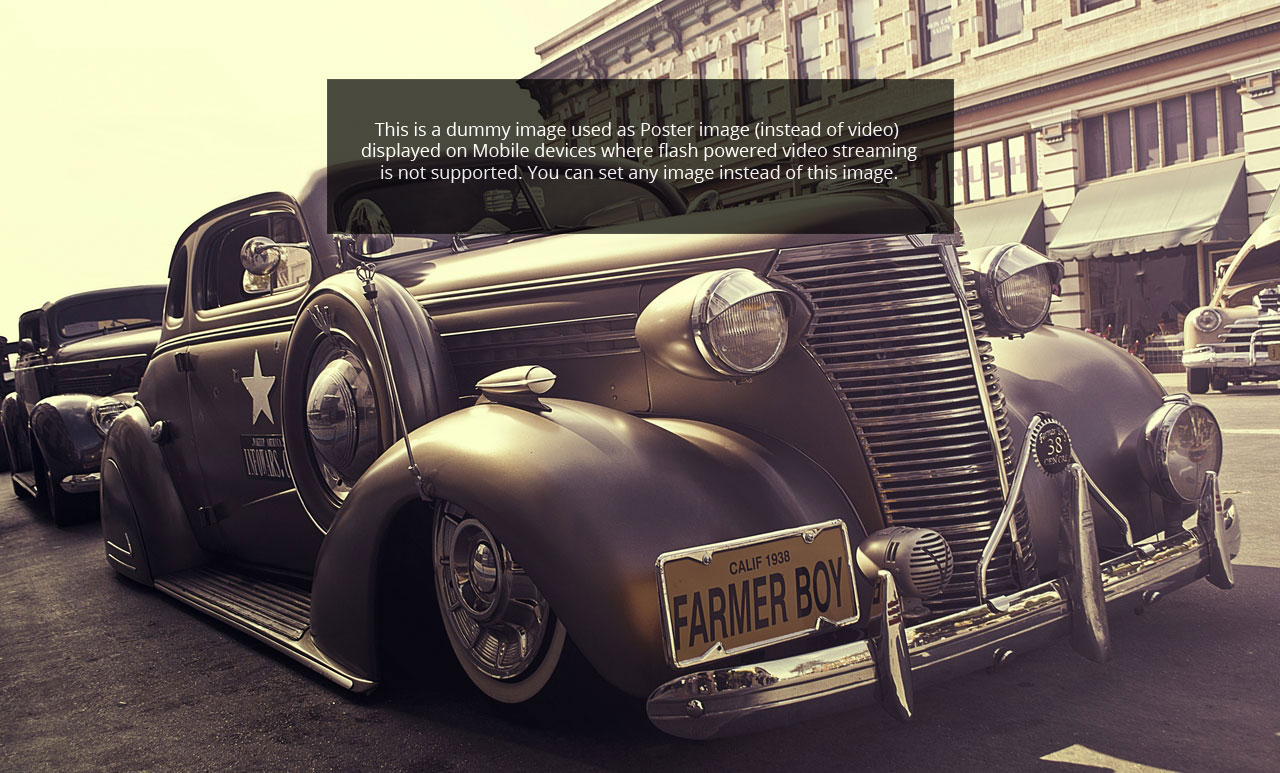 This is a dummy image used as Poster image (instead of video)
displayed on Mobile devices where flash powered video streaming
is not supported. You can set any image instead of this image.
CALIF 1938
FARMER BOY
38
INFOWARS.